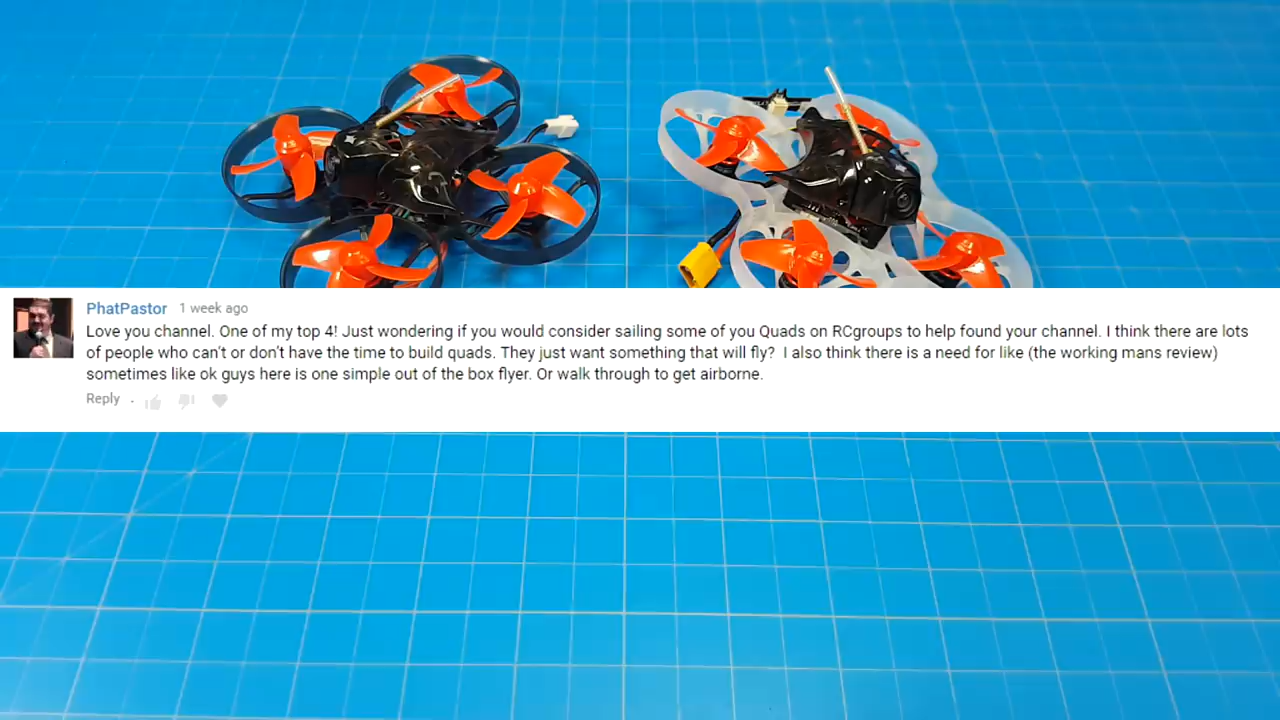 PhatPastor 1 week ago
Love you channel. One of my top 4! Just wondering if you would consider sailing some of you Quads on RCgroups to help found your channel. I think there are lots
of people who can't or don't have the time to build quads. They just want something that will fly? I also think there is a need for like (the working mans review)
sometimes like ok guys here is one simple out of the box flyer. Or walk through to get airborne.
Reply